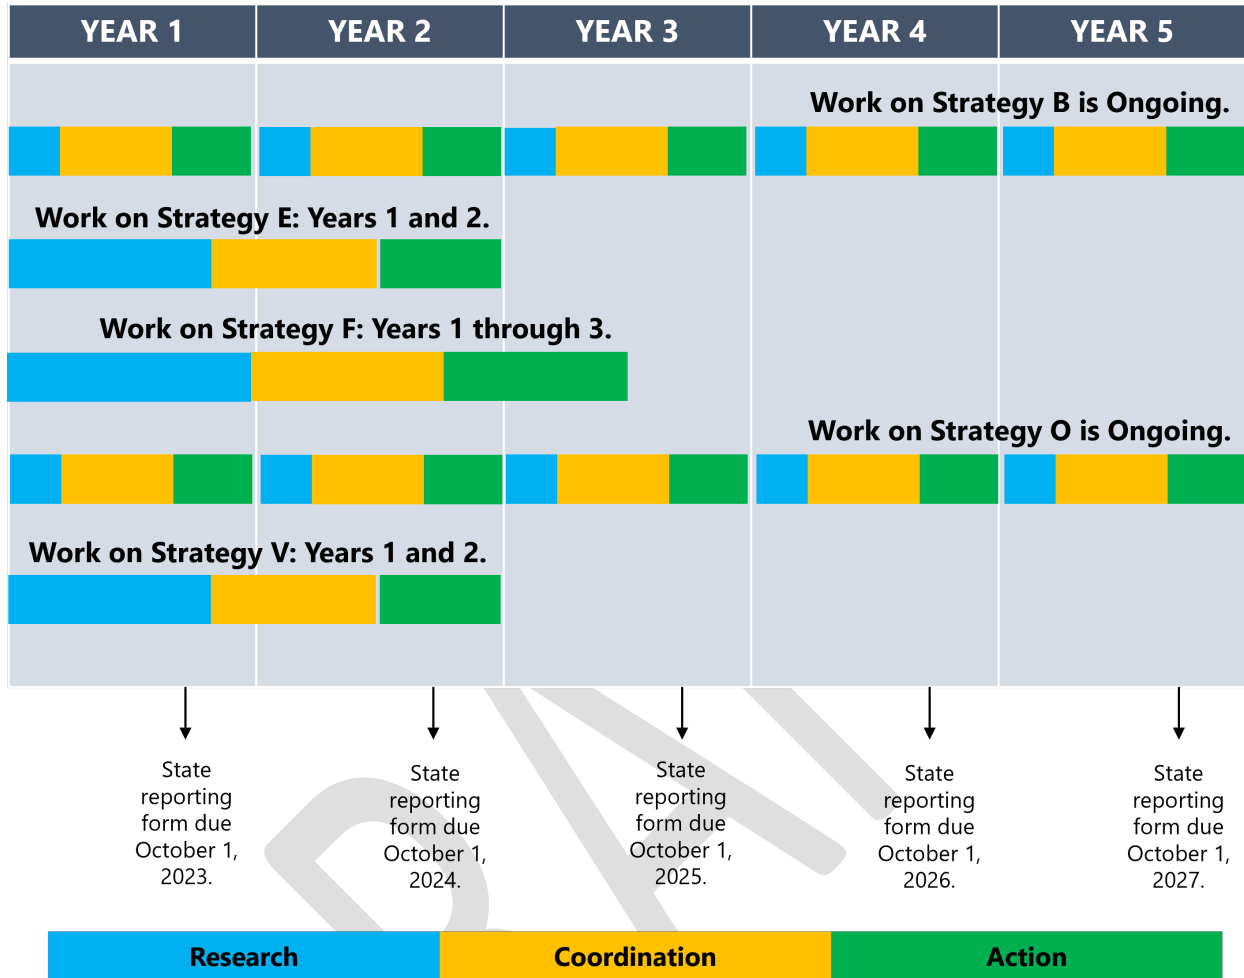 YEAR 1 YEAR 2 YEAR 3 YEAR 4 YEAR 5
Work on Strategy B is Ongoing.
Work on Strategy E: Years 1 and 2.
Work on Strategy F: Years 1 through 3.
Work on Strategy O is Ongoing.
Work on Strategy V: Years 1 and 2.
State
reporting
form due
October 1,
2023.
State
reporting
form due
October 1,
2024.
State
reporting
form due
October 1,
2025.
State
reporting
form due
October 1,
2026.
State
reporting
form due
October 1,
2027.
Research Coordination Action